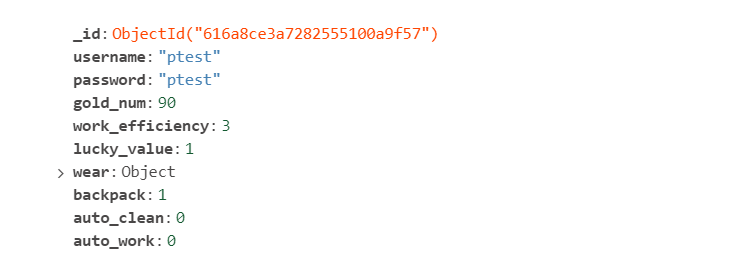 _id: ObjectId("616a8ce3a7282555100a9f57")
username: "ptest"
password: "ptest"
gold_num: 90
work_efficiency: 3
lucky_value: 1
> wear: Object
backpack: 1
auto_clean: 0
auto_work: 0